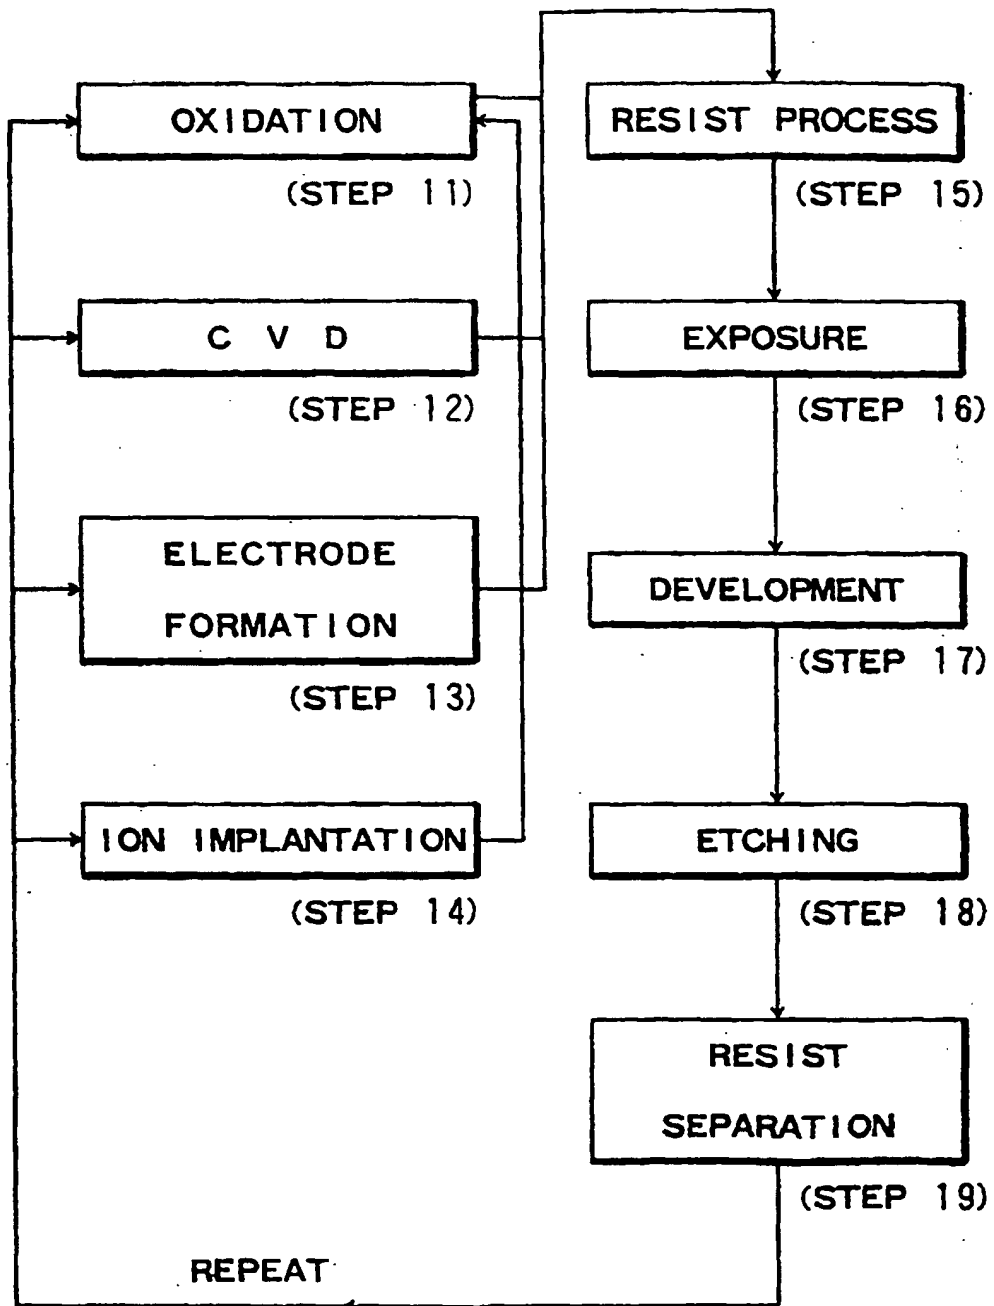 OXIDATION
(STEP 11)
C V D
(STEP 12)
ELECTRODE
FORMATION
(STEP 13)
ION IMPLANTATION
(STEP 14)
RESIST PROCESS
(STEP 15)
EXPOSURE
(STEP 16)
DEVELOPMENT
(STEP 17)
ETCHING
(STEP 18)
RESIST
SEPARATION
(STEP 19)
REPEAT